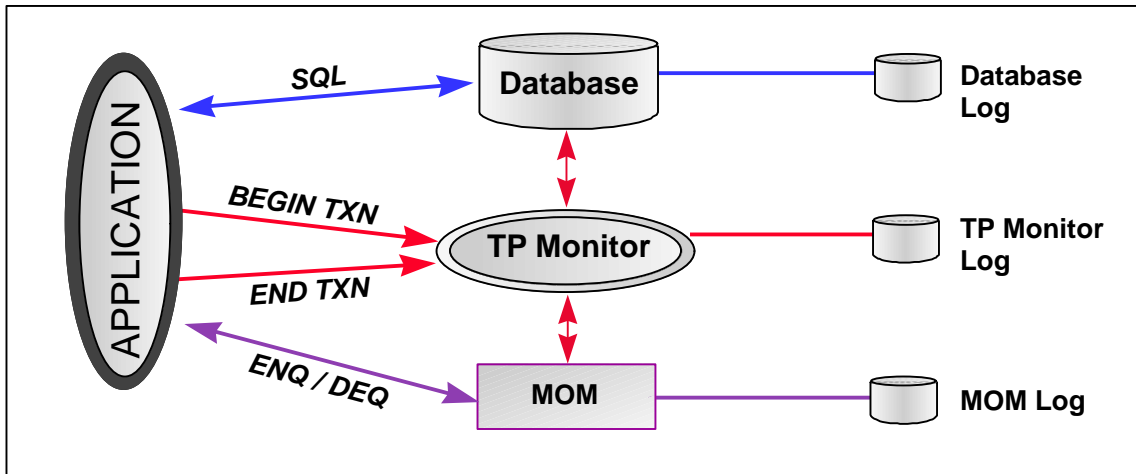 APPLICATION
SQL
Database
Database
Log
BEGIN TXN
TP Monitor
TP Monitor
Log
END TXN
ENQ / DEQ
MOM
MOM Log